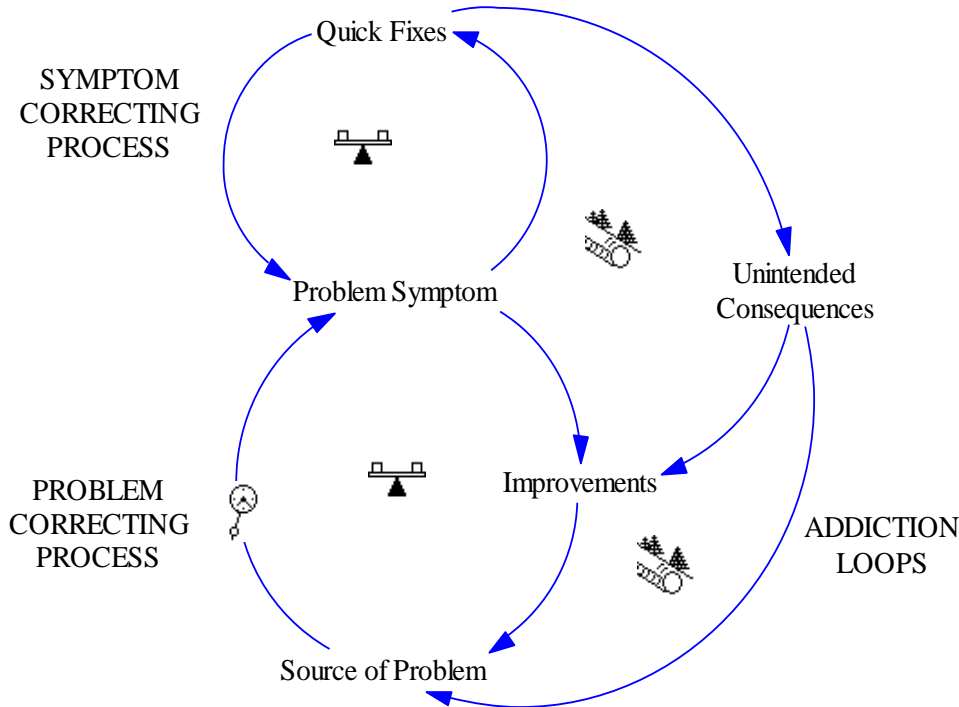 Quick Fixes
SYMPTOM
CORRECTING
PROCESS
Unintended
Consequences
Problem Symptom
PROBLEM
CORRECTING
PROCESS
Improvements
ADDICTION
LOOPS
Source of Problem